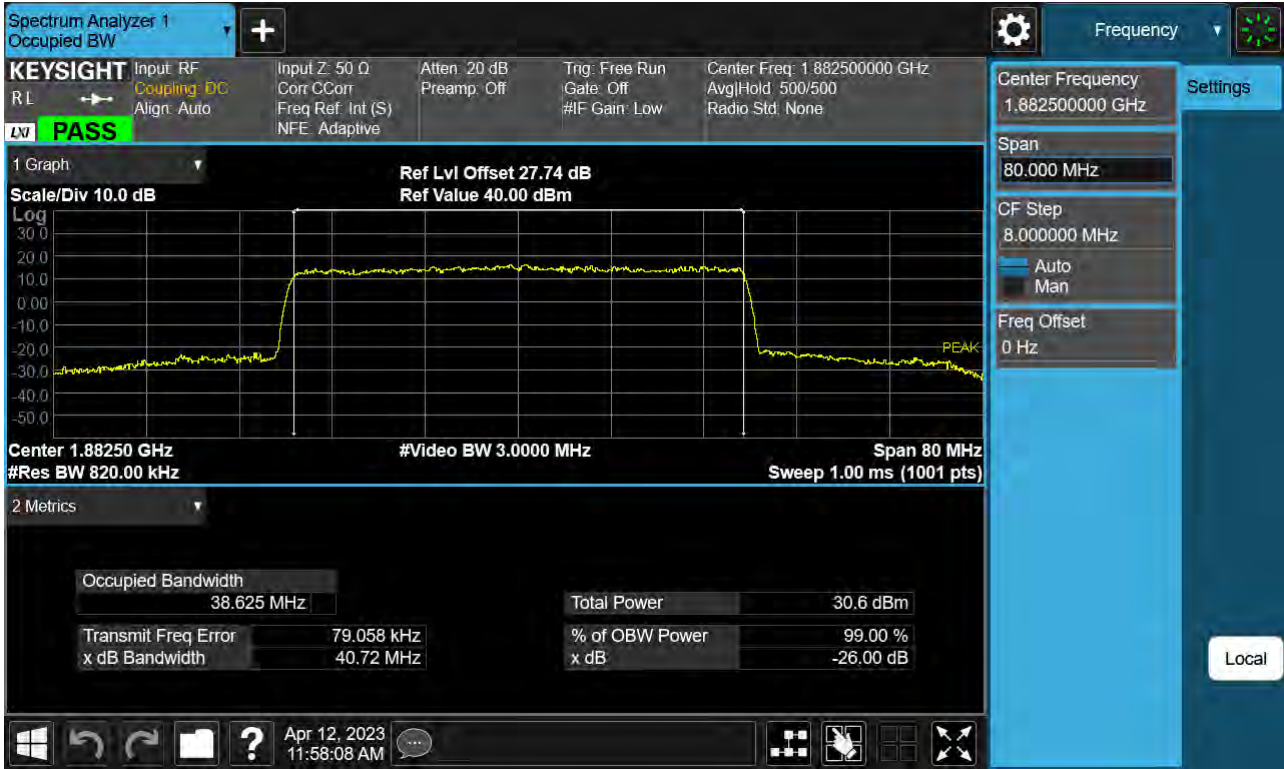 Spectrum Analyzer 1
Occupied BW
+
Frequency
KEYSIGHT
RL
LXI
PASS
Input: RF
Coupling: DC
Align: Auto
Input Z: 50 Ω
Corr CCorr
Freq Ref: Int (S)
NFE: Adaptive
Atten: 20 dB
Preamp: Off
Trig: Free Run
Gate: Off
#IF Gain: Low
Center Freq: 1.882500000 GHz
Avg|Hold: 500/500
Radio Std: None
1 Graph
Scale/Div 10.0 dB
Ref Lvl Offset 27.74 dB
Ref Value 40.00 dBm
Log
30.0
20.0
10.0
0.00
-10.0
-20.0
-30.0
-40.0
-50.0
PEAK
Center 1.88250 GHz
#Video BW 3.0000 MHz
Span 80 MHz
#Res BW 820.00 kHz
Sweep 1.00 ms (1001 pts)
2 Metrics
Occupied Bandwidth
38.625 MHz
Transmit Freq Error 79.058 kHz
x dB Bandwidth 40.72 MHz
Total Power 30.6 dBm
% of OBW Power 99.00 %
x dB -26.00 dB
Center Frequency
1.882500000 GHz
Span
80.000 MHz
CF Step
8.000000 MHz
Auto
Man
Freq Offset
0 Hz
Settings
Local
?
Apr 12, 2023
11:58:08 AM